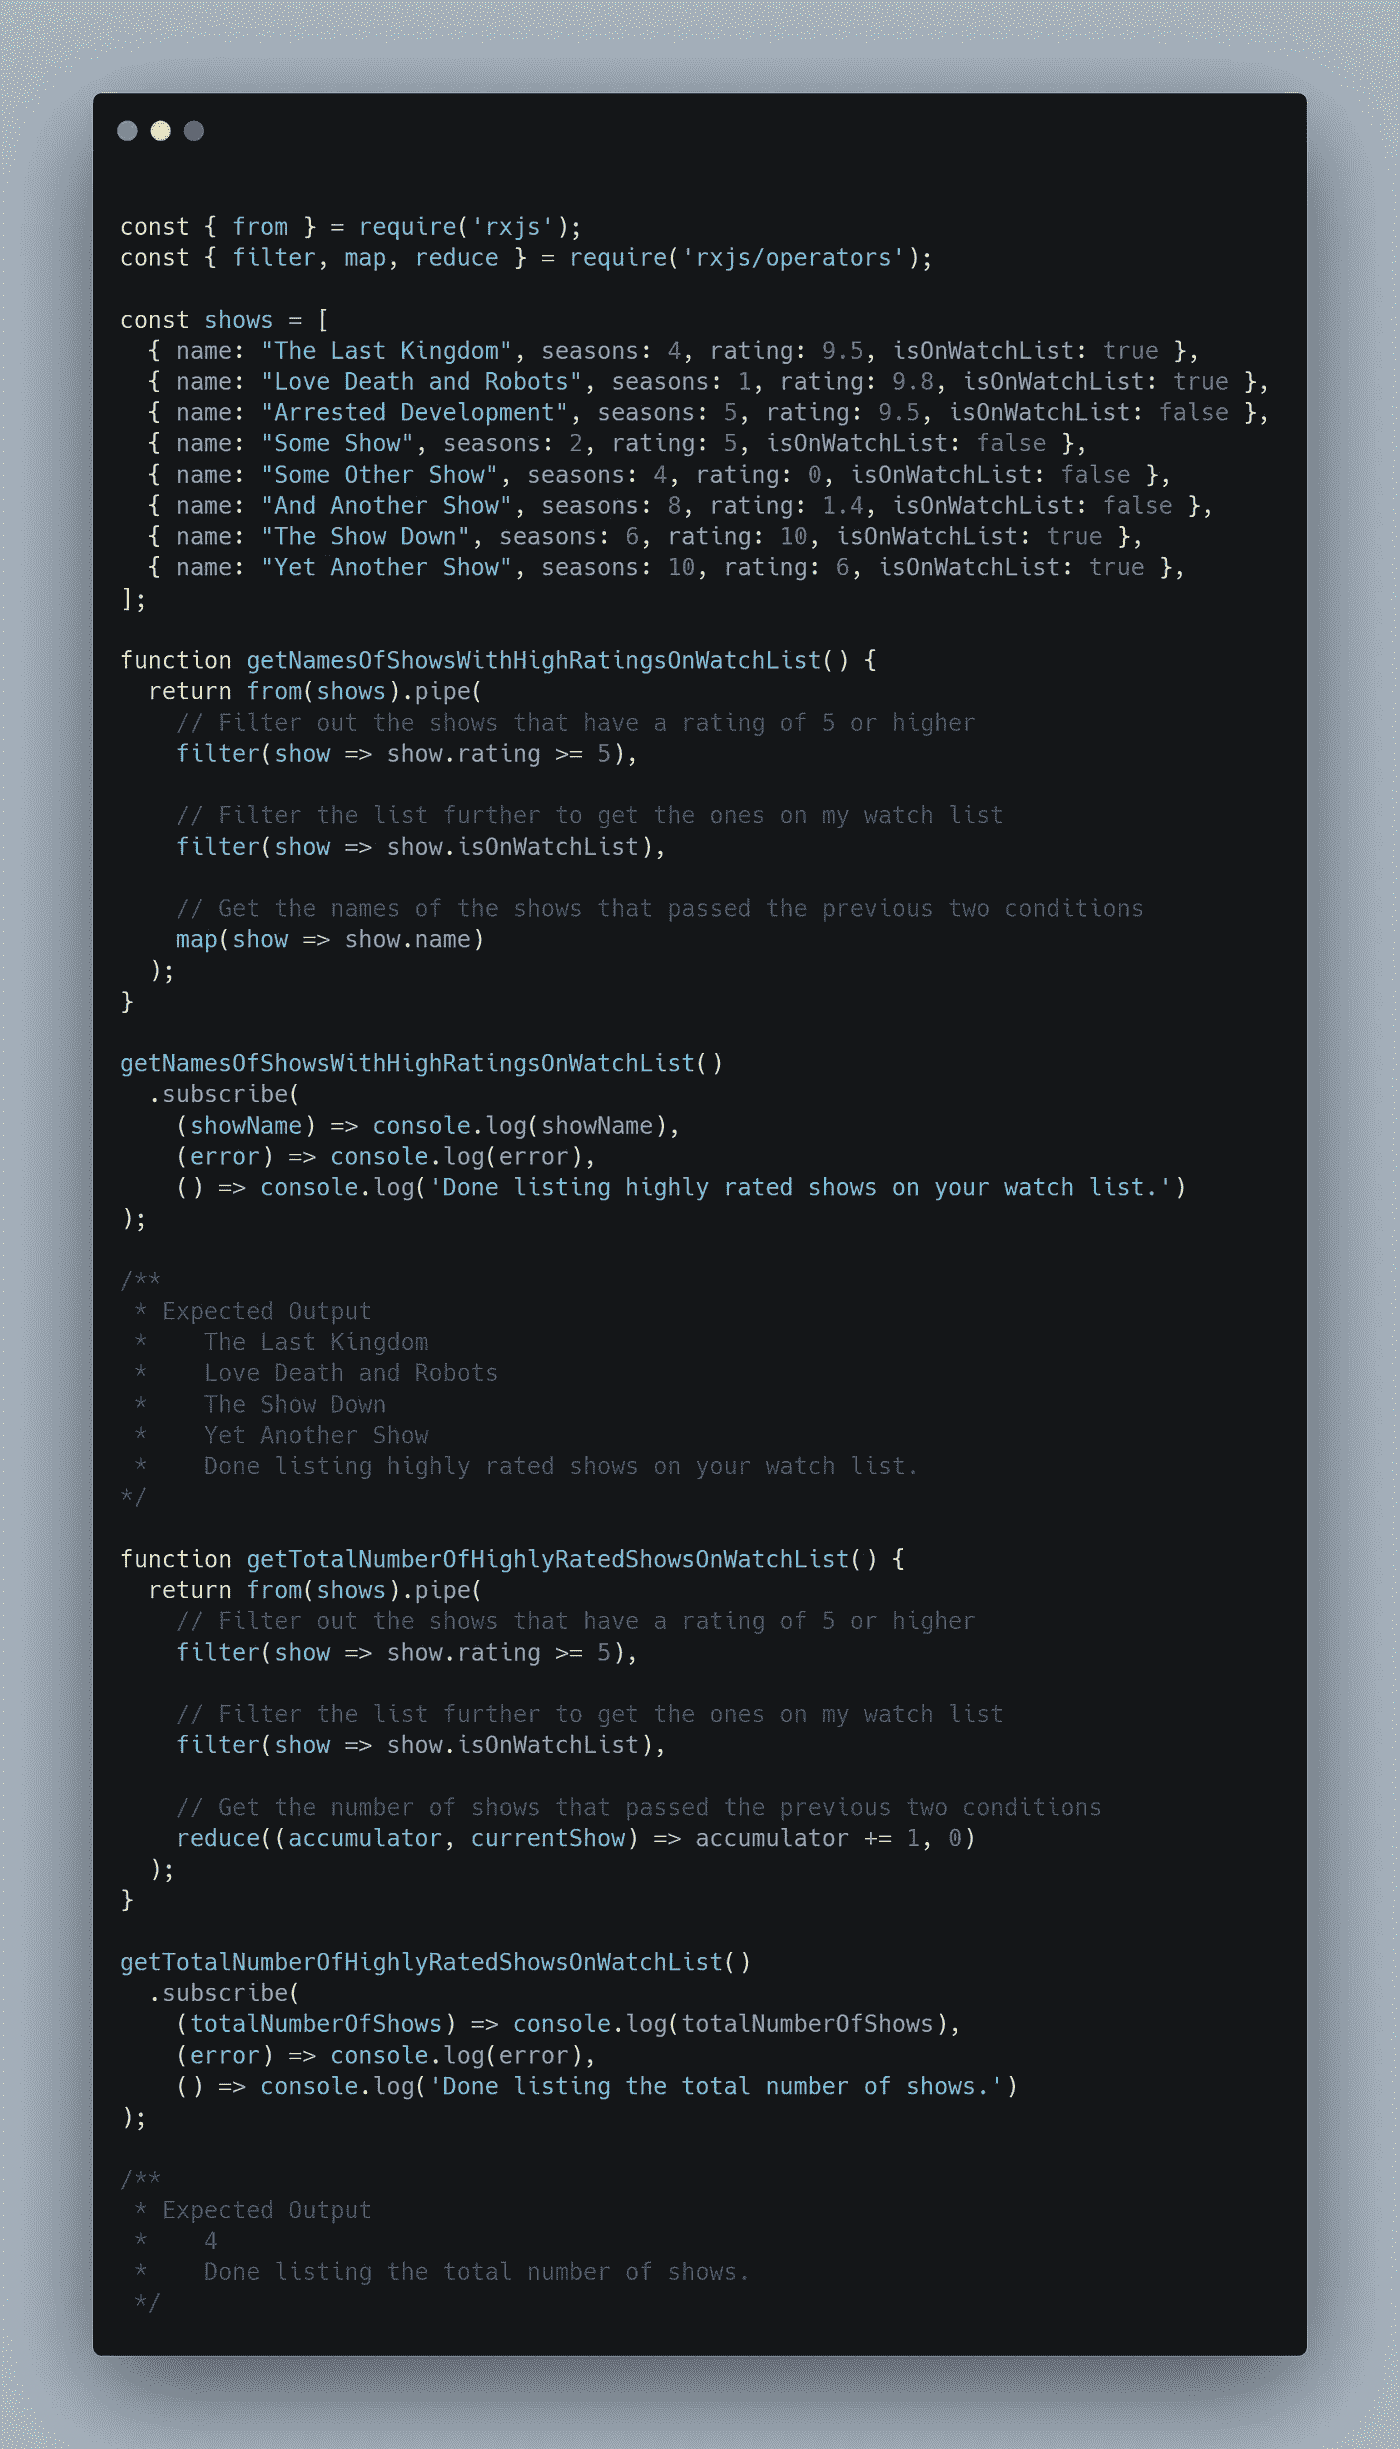 const { from } = require('rxjs');
const { filter, map, reduce } = require('rxjs/operators');

const shows = [
  { name: "The Last Kingdom", seasons: 4, rating: 9.5, isOnWatchList: true },
  { name: "Love Death and Robots", seasons: 1, rating: 9.8, isOnWatchList: true },
  { name: "Arrested Development", seasons: 5, rating: 9.5, isOnWatchList: false },
  { name: "Some Show", seasons: 2, rating: 5, isOnWatchList: false },
  { name: "Some Other Show", seasons: 4, rating: 0, isOnWatchList: false },
  { name: "And Another Show", seasons: 8, rating: 1.4, isOnWatchList: false },
  { name: "The Show Down", seasons: 6, rating: 10, isOnWatchList: true },
  { name: "Yet Another Show", seasons: 10, rating: 6, isOnWatchList: true },
];

function getNamesOfShowsWithHighRatingsOnWatchList() {
  return from(shows).pipe(
    // Filter out the shows that have a rating of 5 or higher
    filter(show => show.rating >= 5),

    // Filter the list further to get the ones on my watch list
    filter(show => show.isOnWatchList),

    // Get the names of the shows that passed the previous two conditions
    map(show => show.name)
  );
}

getNamesOfShowsWithHighRatingsOnWatchList()
  .subscribe(
    (showName) => console.log(showName),
    (error) => console.log(error),
    () => console.log('Done listing highly rated shows on your watch list.')
);

/**
 * Expected Output
 *    The Last Kingdom
 *    Love Death and Robots
 *    The Show Down
 *    Yet Another Show
 *    Done listing highly rated shows on your watch list.
*/

function getTotalNumberOfHighlyRatedShowsOnWatchList() {
  return from(shows).pipe(
    // Filter out the shows that have a rating of 5 or higher
    filter(show => show.rating >= 5),

    // Filter the list further to get the ones on my watch list
    filter(show => show.isOnWatchList),

    // Get the number of shows that passed the previous two conditions
    reduce((accumulator, currentShow) => accumulator += 1, 0)
  );
}

getTotalNumberOfHighlyRatedShowsOnWatchList()
  .subscribe(
    (totalNumberOfShows) => console.log(totalNumberOfShows),
    (error) => console.log(error),
    () => console.log('Done listing the total number of shows.')
);

/**
 * Expected Output
 *    4
 *    Done listing the total number of shows.
 */